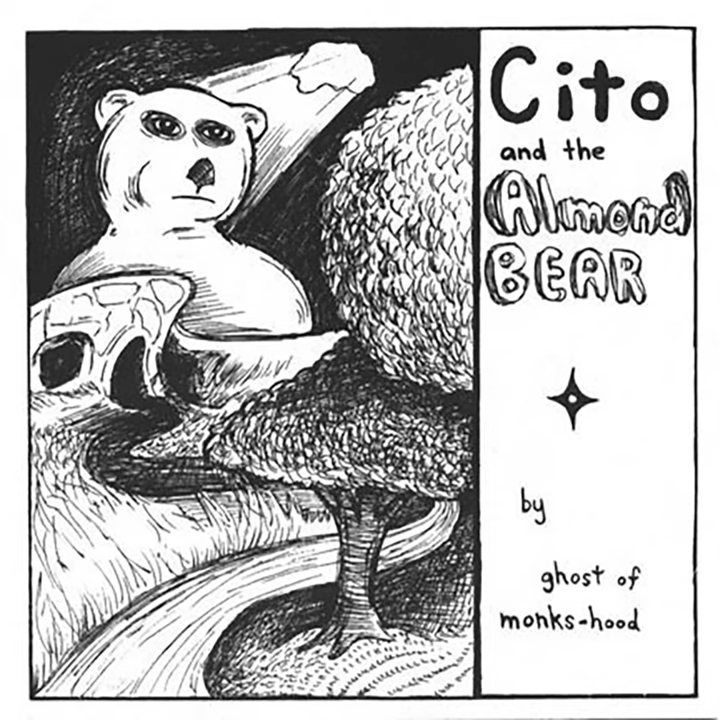 Cito
and the
Almond
BEAR
by
ghost of
monks-hood